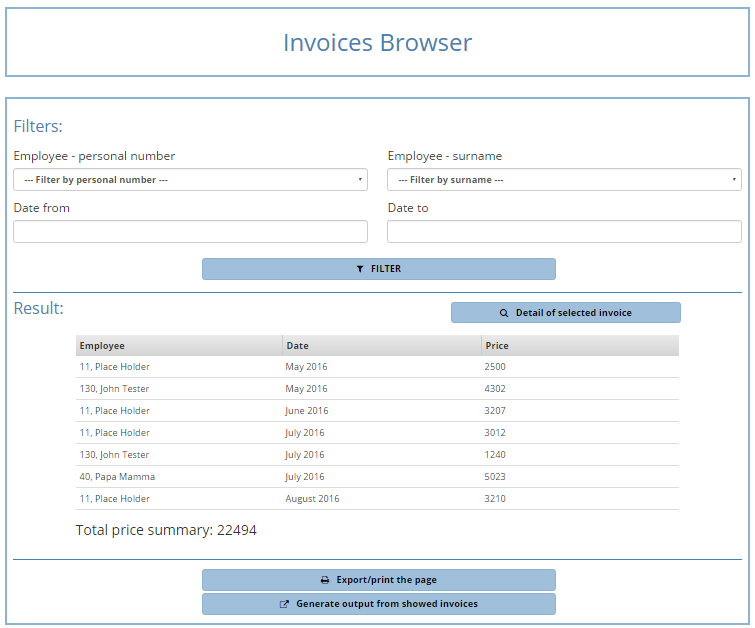 Invoices Browser
Filters:
Employee - personal number Employee - surname
--- Filter by personal number --- --- Filter by surname ---
Date from Date to
FILTER
Result: Detail of selected invoice
Employee Date Price
11, Place Holder May 2016 2500
130, John Tester May 2016 4302
11, Place Holder June 2016 3207
11, Place Holder July 2016 3012
130, John Tester July 2016 1240
40, Papa Mamma July 2016 5023
11, Place Holder August 2016 3210
Total price summary: 22494
Export/print the page
Generate output from showed invoices